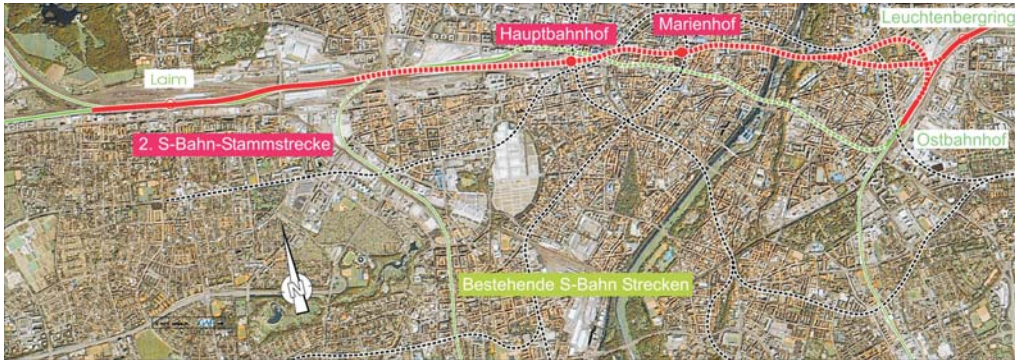 Leuchtenbergring
Marienhof
Hauptbahnhof
Laim
2. S-Bahn-Stammstrecke
Ostbahnhof
Bestehende S-Bahn Strecken
N